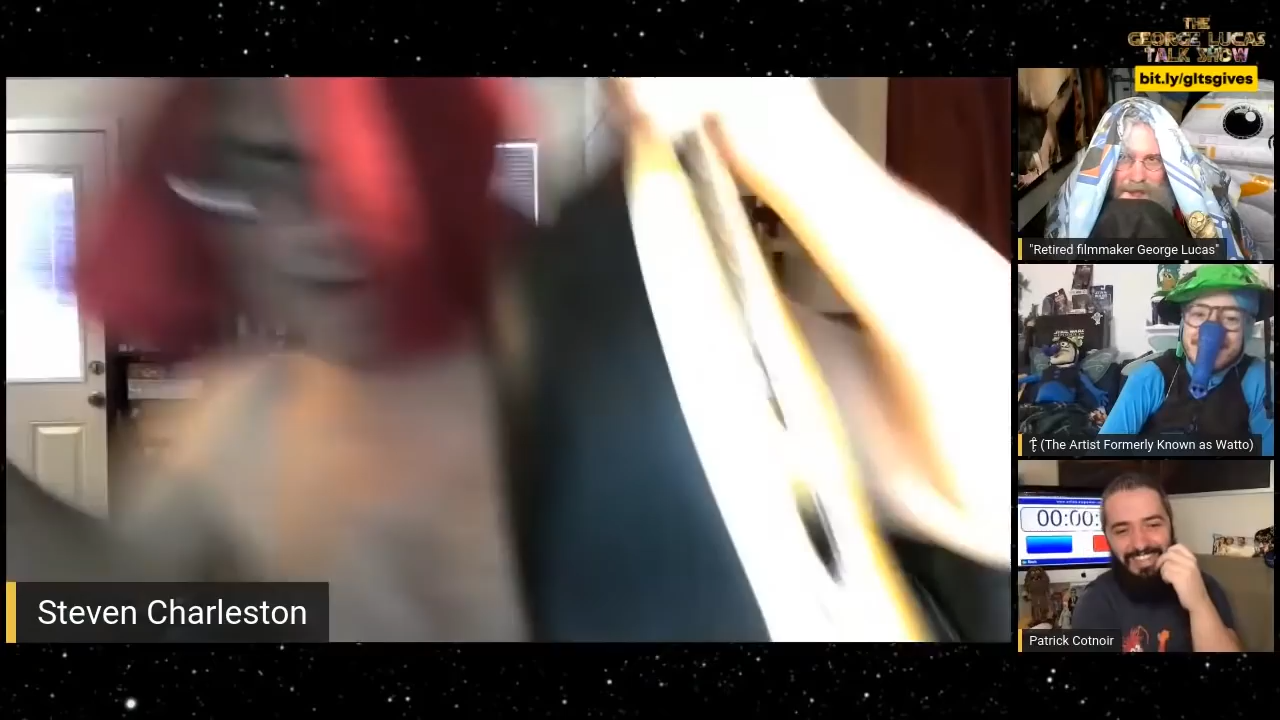 THE
GEORGE LUCAS
TALK SHOW
bit.ly/gltsgives
"Retired filmmaker George Lucas"
(The Artist Formerly Known as Watto)
00:00:
Steven Charleston
Patrick Cotnoir